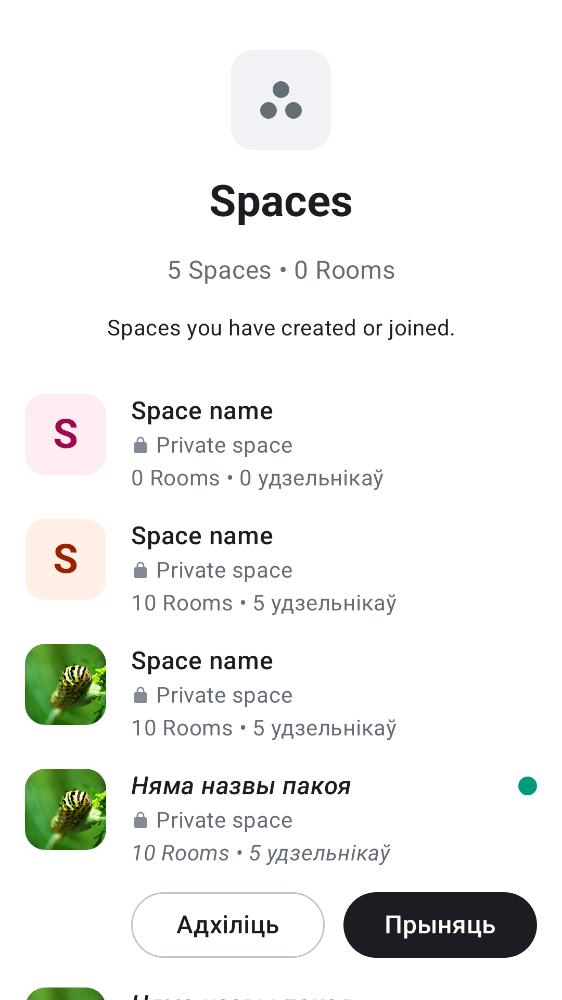 Spaces
5 Spaces • 0 Rooms
Spaces you have created or joined.
S
Space name
Private space
0 Rooms • 0 удзельнікаў
S
Space name
Private space
10 Rooms • 5 удзельнікаў
Space name
Private space
10 Rooms • 5 удзельнікаў
Няма назвы пакоя
Private space
10 Rooms • 5 удзельнікаў
Адхіліць
Прыняць